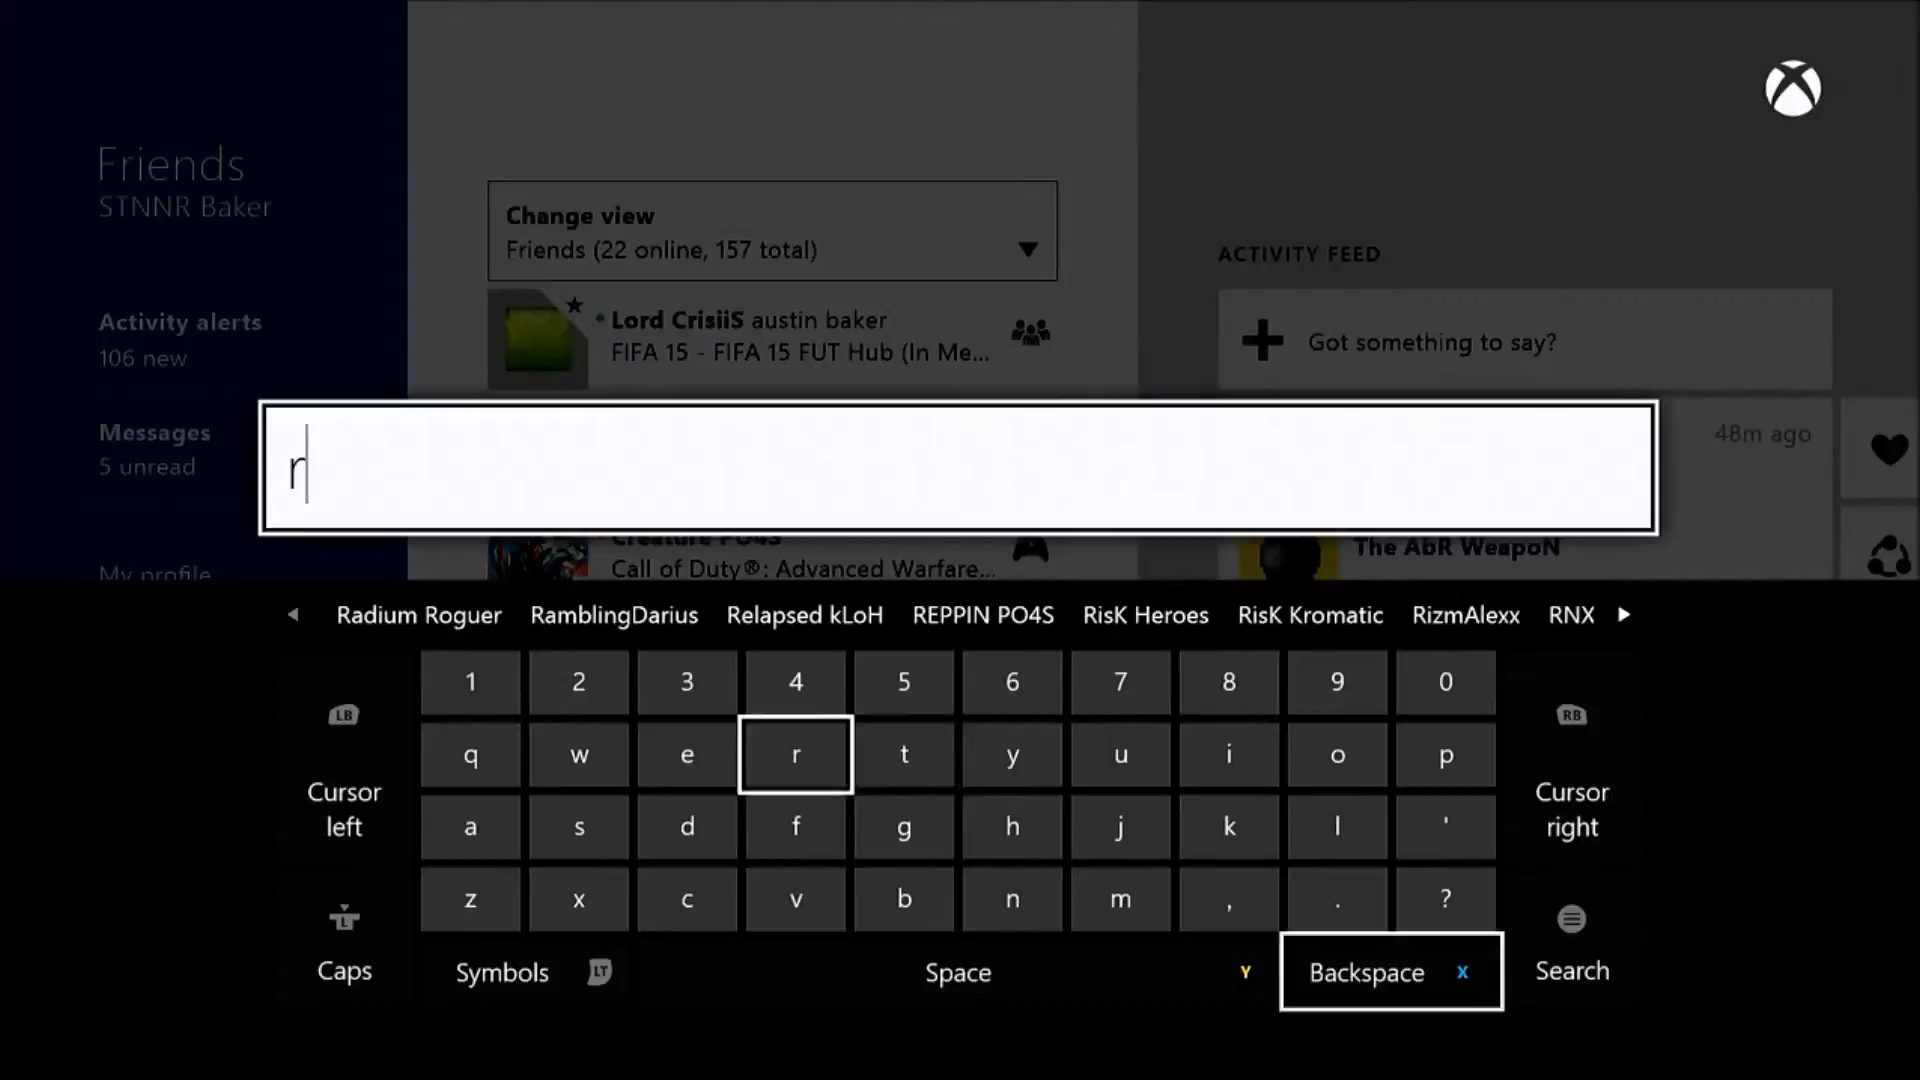 Friends
STNNR Baker
Activity alerts
106 new
Messages
5 unread
My profile
Change view
Friends (22 online, 157 total)
Lord CrisiiS austin baker
FIFA 15 - FIFA 15 FUT Hub (In Me...
Creature PO4S
Call of Duty®: Advanced Warfare...
ACTIVITY FEED
Got something to say?
48m ago
The AbR WeapoN
r
Radium Roguer RamblingDarius Relapsed kLoH REPPIN PO4S RisK Heroes RisK Kromatic RizmAlexx RNX
1 2 3 4 5 6 7 8 9 0
q w e r t y u i o p
a s d f g h j k l '
z x c v b n m , . ?
LB
Cursor
left
L
Caps
Symbols LT
Space Y
Backspace X
RB
Cursor
right
Search